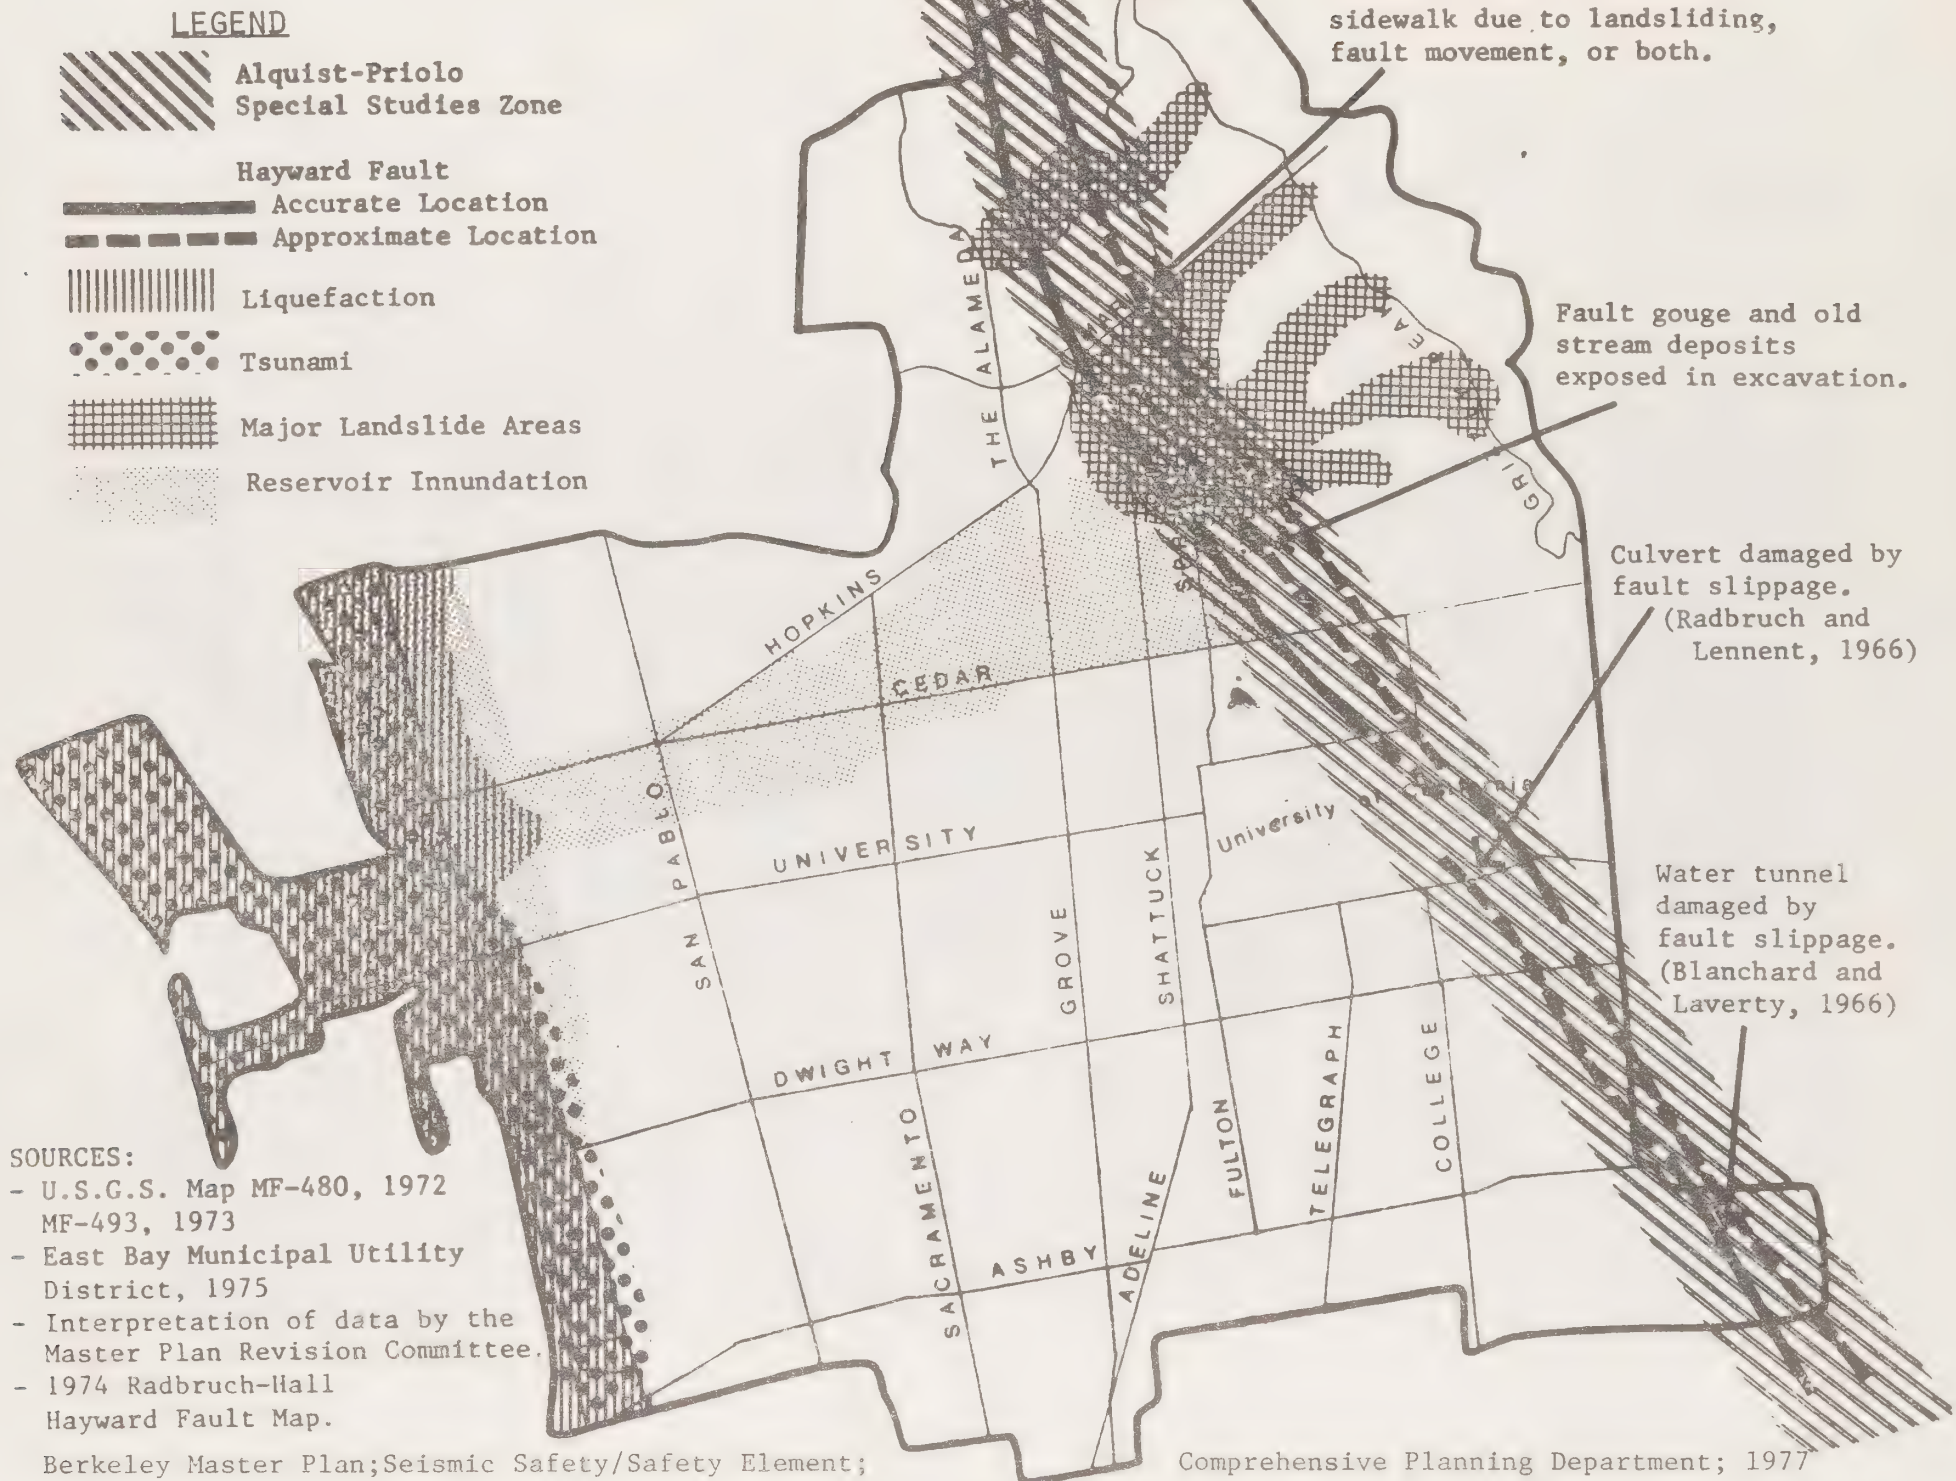 LEGEND
Alquist-Priolo
Special Studies Zone
Hayward Fault
Accurate Location
Approximate Location
Liquefaction
Tsunami
Major Landslide Areas
Reservoir Innundation
sidewalk due to landsliding,
fault movement, or both.
Fault gouge and old
stream deposits
exposed in excavation.
Culvert damaged by
fault slippage.
(Radbruch and
Lennent, 1966)
Water tunnel
damaged by
fault slippage.
(Blanchard and
Laverty, 1966)
THE ALAMEDA
HOPKINS
CEDAR
SAN PABLO
UNIVERSITY
University of California
GROVE
SHATTUCK
DWIGHT WAY
SACRAMENTO
FULTON
TELEGRAPH
COLLEGE
ADELINE
ASHBY
SOURCES:
- U.S.G.S. Map MF-480, 1972
MF-493, 1973
- East Bay Municipal Utility
District, 1975
- Interpretation of data by the
Master Plan Revision Committee.
- 1974 Radbruch-Hall
Hayward Fault Map.
Berkeley Master Plan;Seismic Safety/Safety Element;
Comprehensive Planning Department; 1977